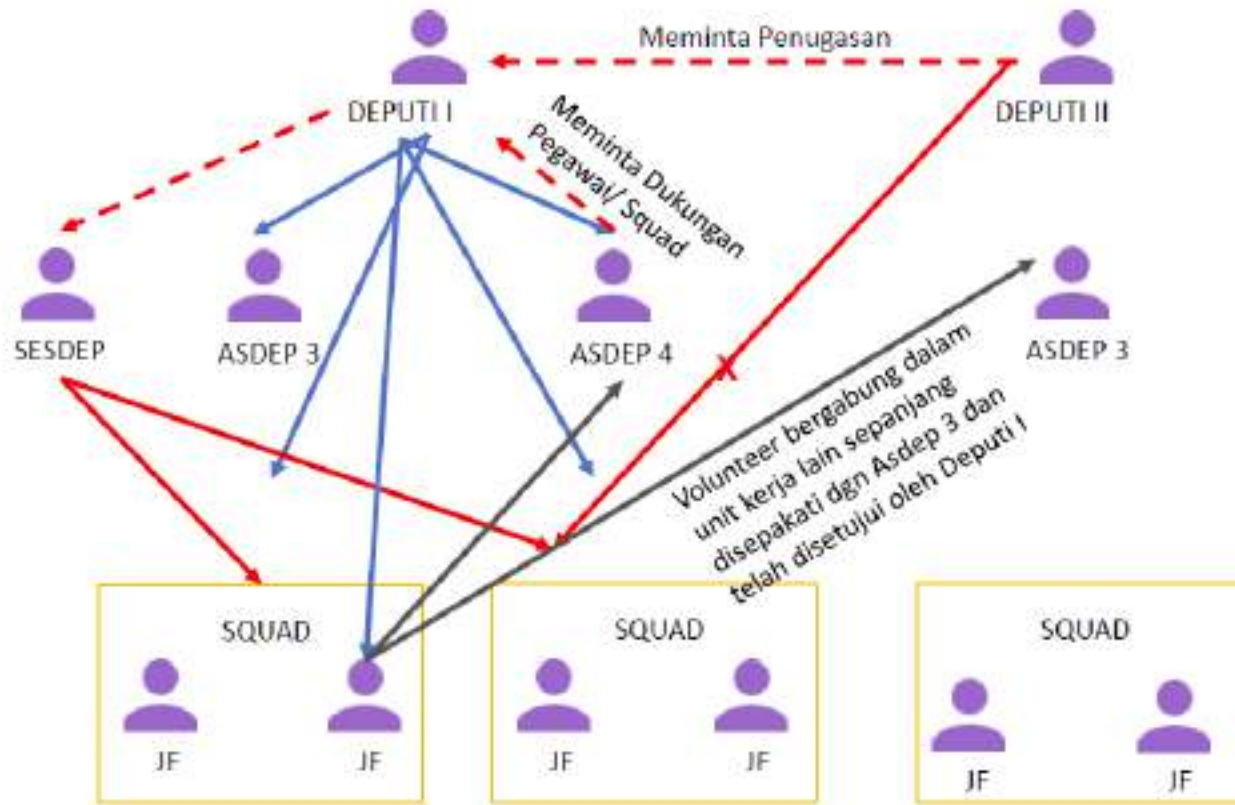 Meminta Penugasan
DEPUTI I
DEPUTI II
Meminta Dukungan
Pegawai/ Squad
SESDEP
ASDEP 3
ASDEP 4
ASDEP 3
X
Volunteer bergabung dalam
unit kerja lain sepanjang
disepakati dgn Asdep 3 dan
telah disetujui oleh Deputi I
SQUAD
SQUAD
SQUAD
JF
JF
JF
JF
JF
JF